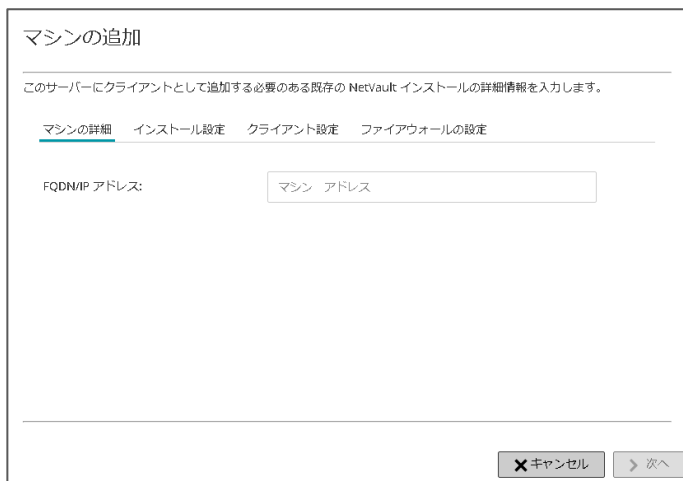 マシンの追加
このサーバーにクライアントとして追加する必要のある既存の NetVault インストールの詳細情報を入力します。
マシンの詳細 インストール設定 クライアント設定 ファイアウォールの設定
FQDN/IP アドレス: マシン アドレス
キャンセル 次へ